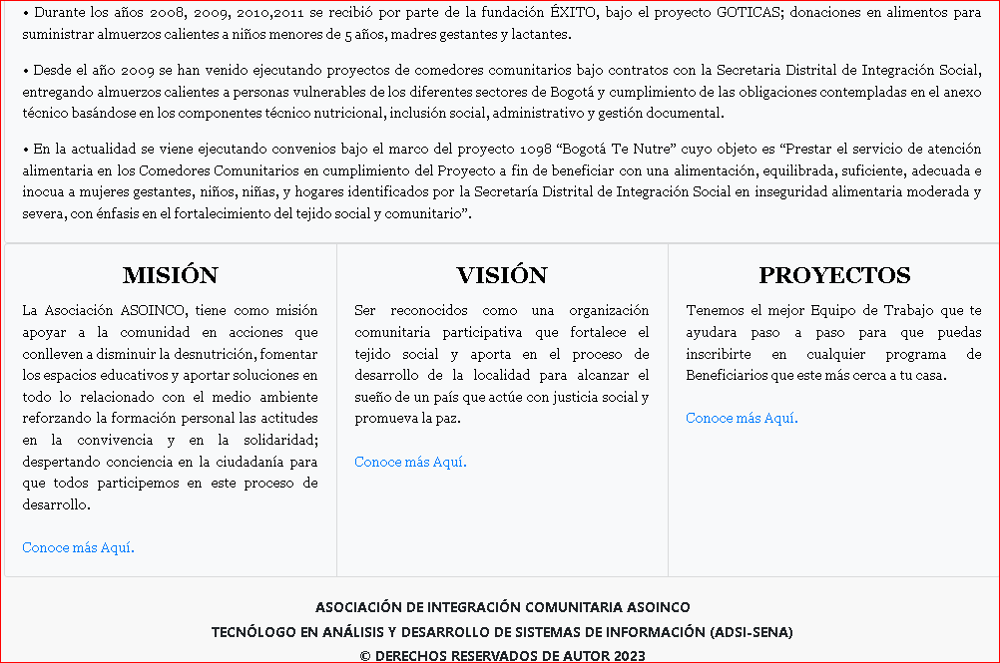 • Durante los años 2008, 2009, 2010,2011 se recibió por parte de la fundación ÉXITO, bajo el proyecto GOTICAS; donaciones en alimentos para
suministrar almuerzos calientes a niños menores de 5 años, madres gestantes y lactantes.
• Desde el año 2009 se han venido ejecutando proyectos de comedores comunitarios bajo contratos con la Secretaria Distrital de Integración Social,
entregando almuerzos calientes a personas vulnerables de los diferentes sectores de Bogotá y cumplimiento de las obligaciones contempladas en el anexo
técnico basándose en los componentes técnico nutricional, inclusión social, administrativo y gestión documental.
• En la actualidad se viene ejecutando convenios bajo el marco del proyecto 1098 “Bogotá Te Nutre” cuyo objeto es “Prestar el servicio de atención
alimentaria en los Comedores Comunitarios en cumplimiento del Proyecto a fin de beneficiar con una alimentación, equilibrada, suficiente, adecuada e
inocua a mujeres gestantes, niños, niñas, y hogares identificados por la Secretaría Distrital de Integración Social en inseguridad alimentaria moderada y
severa, con énfasis en el fortalecimiento del tejido social y comunitario”.
MISIÓN
La Asociación ASOINCO, tiene como misión
apoyar a la comunidad en acciones que
conlleven a disminuir la desnutrición, fomentar
los espacios educativos y aportar soluciones en
todo lo relacionado con el medio ambiente
reforzando la formación personal las actitudes
en la convivencia y en la solidaridad;
despertando conciencia en la ciudadanía para
que todos participemos en este proceso de
desarrollo.
Conoce más Aquí.
VISIÓN
Ser reconocidos como una organización
comunitaria participativa que fortalece el
tejido social y aporta en el proceso de
desarrollo de la localidad para alcanzar el
sueño de un país que actúe con justicia social y
promueva la paz.
Conoce más Aquí.
PROYECTOS
Tenemos el mejor Equipo de Trabajo que te
ayudara paso a paso para que puedas
inscribirte en cualquier programa de
Beneficiarios que este más cerca a tu casa.
Conoce más Aquí.
ASOCIACIÓN DE INTEGRACIÓN COMUNITARIA ASOINCO
TECNÓLOGO EN ANÁLISIS Y DESARROLLO DE SISTEMAS DE INFORMACIÓN (ADSI-SENA)
© DERECHOS RESERVADOS DE AUTOR 2023